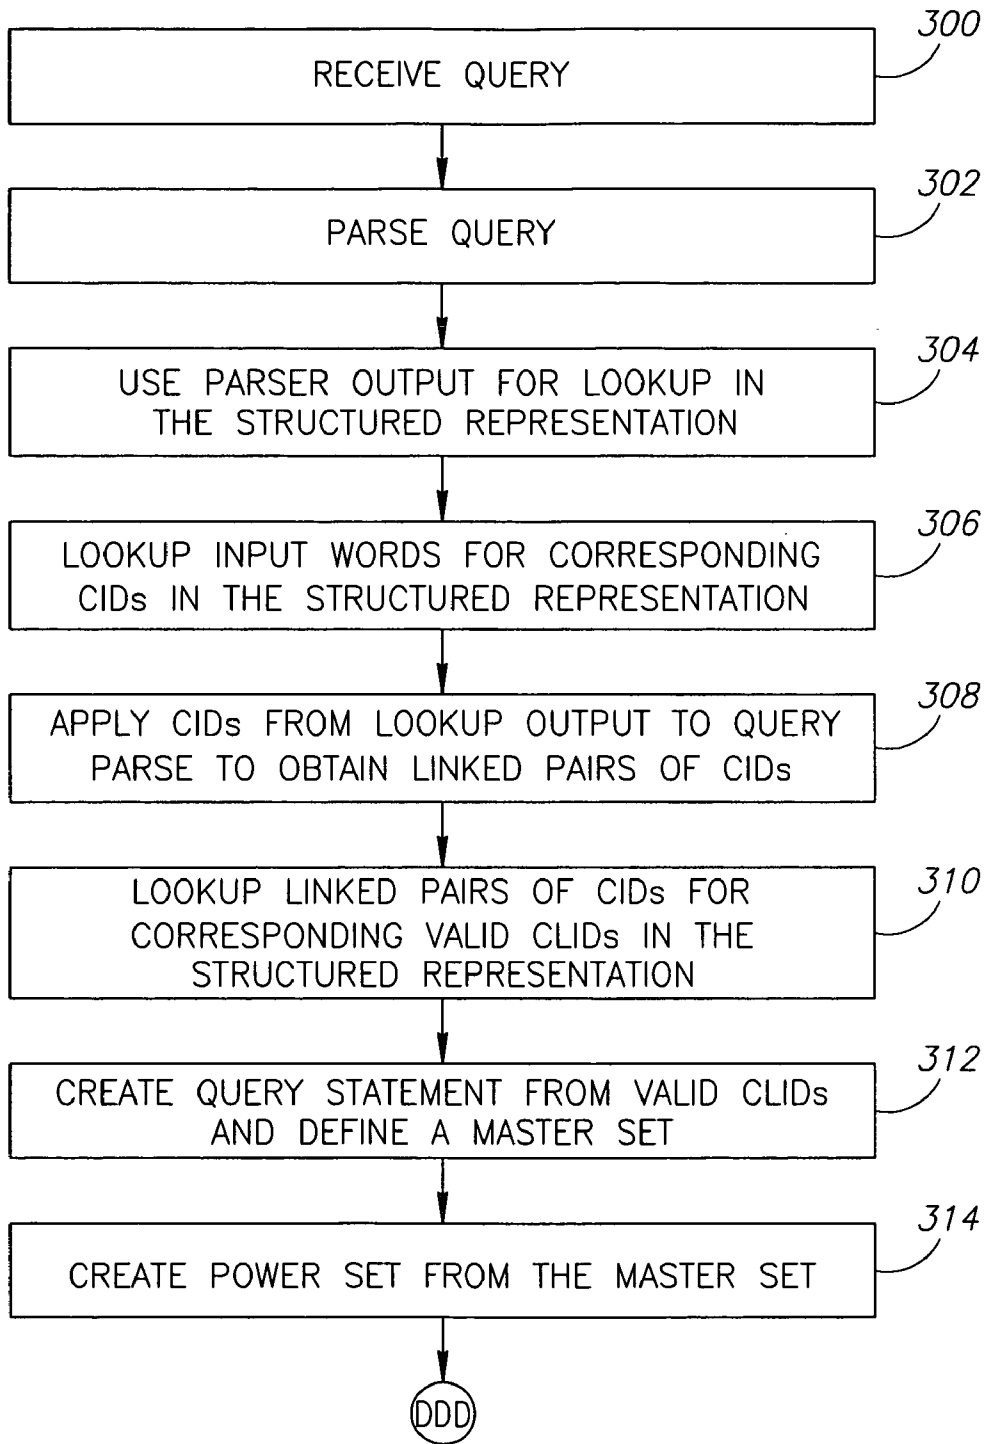 300
RECEIVE QUERY
302
PARSE QUERY
304
USE PARSER OUTPUT FOR LOOKUP IN
THE STRUCTURED REPRESENTATION
306
LOOKUP INPUT WORDS FOR CORRESPONDING
CIDs IN THE STRUCTURED REPRESENTATION
308
APPLY CIDs FROM LOOKUP OUTPUT TO QUERY
PARSE TO OBTAIN LINKED PAIRS OF CIDs
310
LOOKUP LINKED PAIRS OF CIDs FOR
CORRESPONDING VALID CLIDs IN THE
STRUCTURED REPRESENTATION
312
CREATE QUERY STATEMENT FROM VALID CLIDs
AND DEFINE A MASTER SET
314
CREATE POWER SET FROM THE MASTER SET
DDD